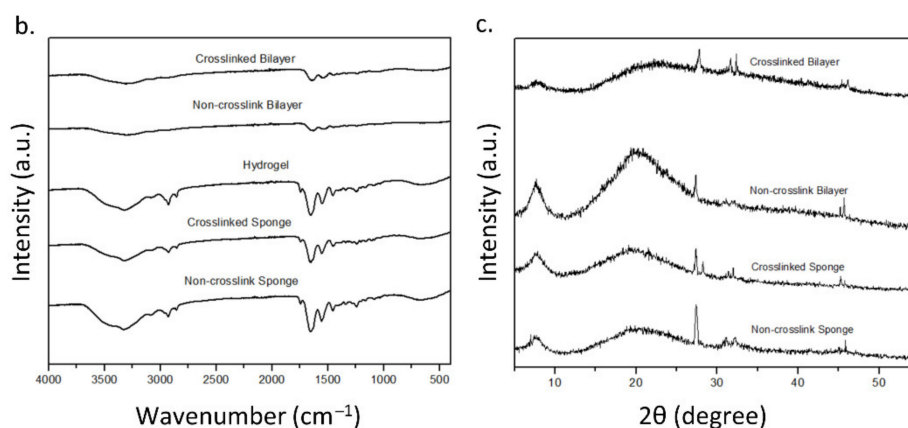 b.
Intensity (a.u.)
Crosslinked Bilayer
Non-crosslink Bilayer
Hydrogel
Crosslinked Sponge
Non-crosslink Sponge
4000 3500 3000 2500 2000 1500 1000 500
Wavenumber (cm⁻¹)
c.
Intensity (a.u.)
Crosslinked Bilayer
Non-crosslink Bilayer
Crosslinked Sponge
Non-crosslink Sponge
10 20 30 40 50
2θ (degree)